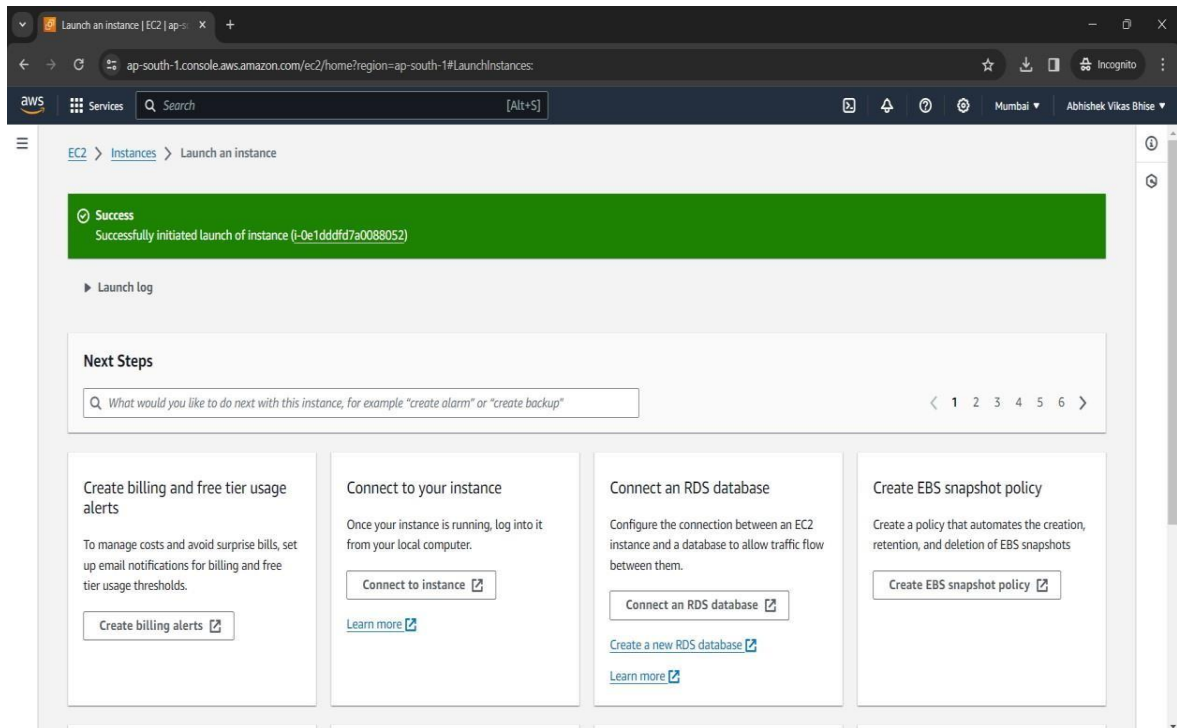 Launch an instance | EC2 | ap-s
ap-south-1.console.aws.amazon.com/ec2/home?region=ap-south-1#LaunchInstances:
Incognito
aws
Services
Search
[Alt+S]
Mumbai
Abhishek Vikas Bhise
EC2 > Instances > Launch an instance
Success
Successfully initiated launch of instance (i-0e1dddfd7a0088052)
Launch log
Next Steps
What would you like to do next with this instance, for example "create alarm" or "create backup"
1 2 3 4 5 6
Create billing and free tier usage
alerts
To manage costs and avoid surprise bills, set
up email notifications for billing and free
tier usage thresholds.
Create billing alerts
Connect to your instance
Once your instance is running, log into it
from your local computer.
Connect to instance
Learn more
Connect an RDS database
Configure the connection between an EC2
instance and a database to allow traffic flow
between them.
Connect an RDS database
Create a new RDS database
Learn more
Create EBS snapshot policy
Create a policy that automates the creation,
retention, and deletion of EBS snapshots
Create EBS snapshot policy